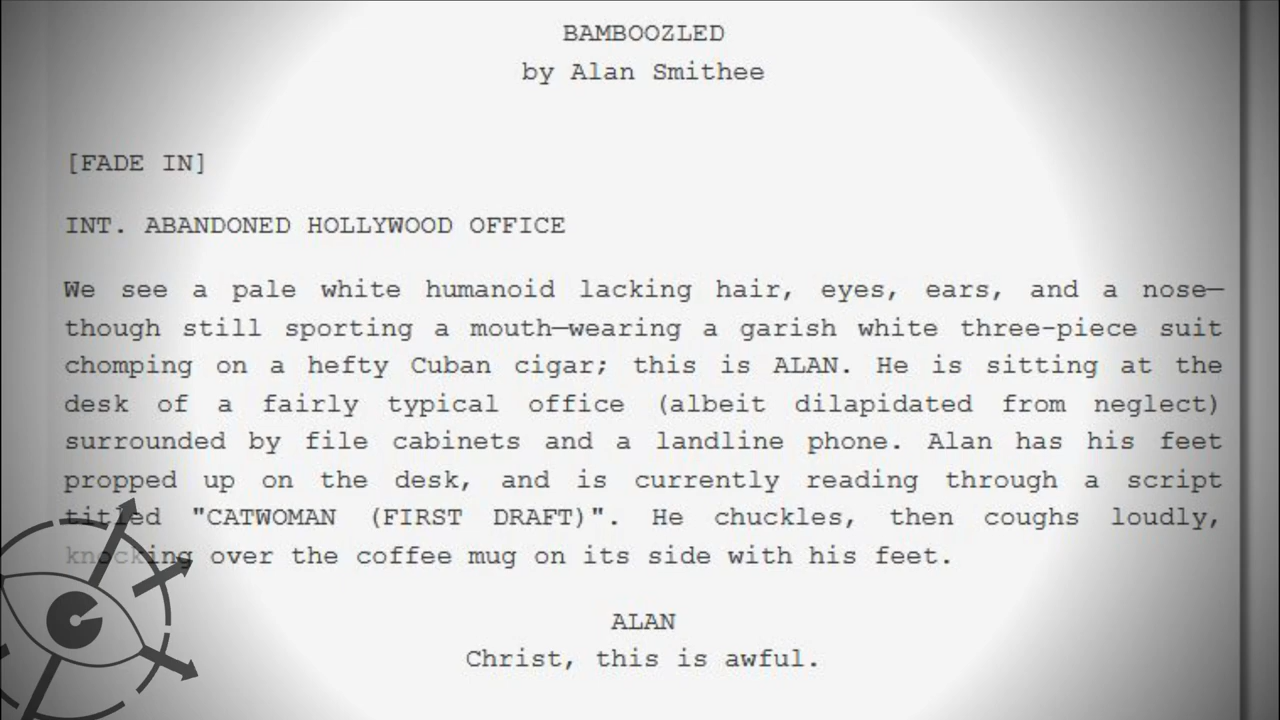 BAMBOOZLED
by Alan Smithee
[FADE IN]
INT. ABANDONED HOLLYWOOD OFFICE
We see a pale white humanoid lacking hair, eyes, ears, and a nose—
though still sporting a mouth—wearing a garish white three-piece suit
chomping on a hefty Cuban cigar; this is ALAN. He is sitting at the
desk of a fairly typical office (albeit dilapidated from neglect)
surrounded by file cabinets and a landline phone. Alan has his feet
propped up on the desk, and is currently reading through a script
titled "CATWOMAN (FIRST DRAFT)". He chuckles, then coughs loudly,
knocking over the coffee mug on its side with his feet.
ALAN
Christ, this is awful.